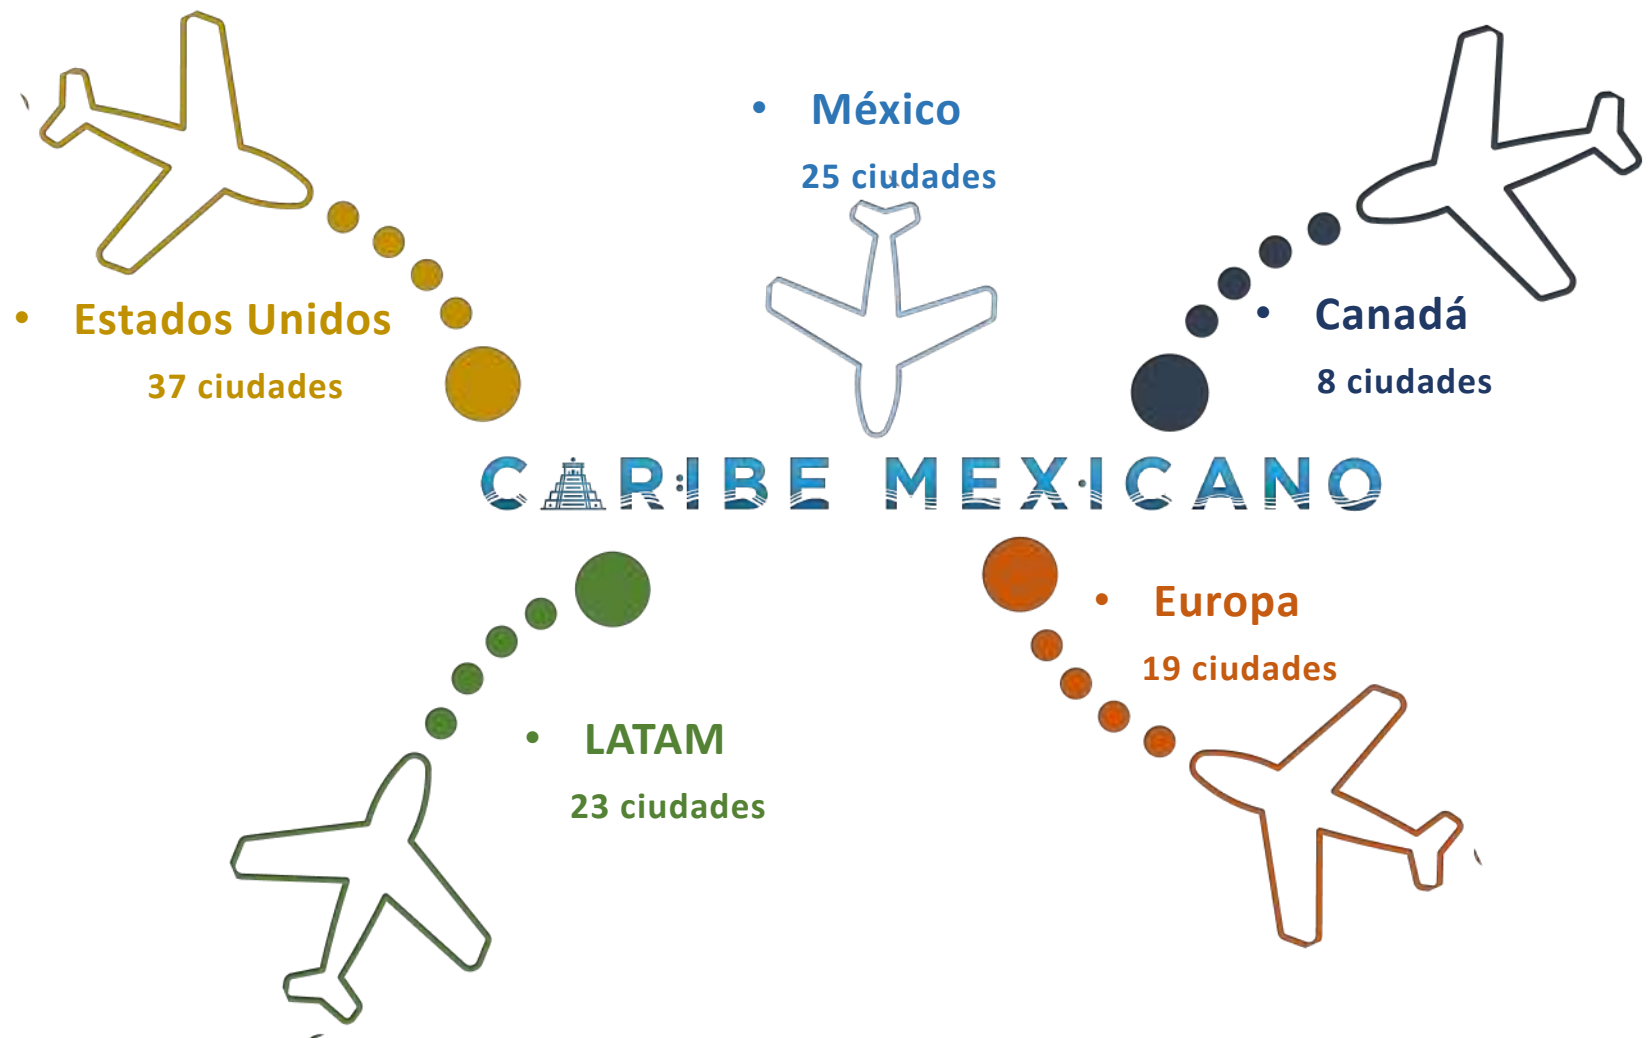 • México
25 ciudades
• Estados Unidos
37 ciudades
• Canadá
8 ciudades
CARIBE MEXICANO
• Europa
19 ciudades
• LATAM
23 ciudades